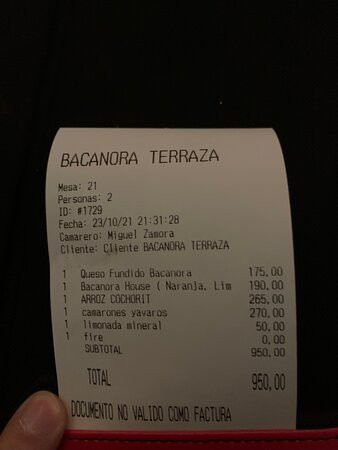 BACANORA TERRAZA
Mesa: 21
Personas: 2
ID: #1729
Fecha: 23/10/21 21:31:28
Camarero: Miguel Zamora
Cliente: Cliente BACANORA TERRAZA
1 Queso Fundido Bacanora 175,00
1 Bacanora House ( Naranja, Lim 190,00
1 ARROZ COCHORIT 265,00
1 camarones yavaros 270,00
1 limonada mineral 50,00
1 fire 0,00
SUBTOTAL 950,00
TOTAL 950,00
DOCUMENTO NO VALIDO COMO FACTURA